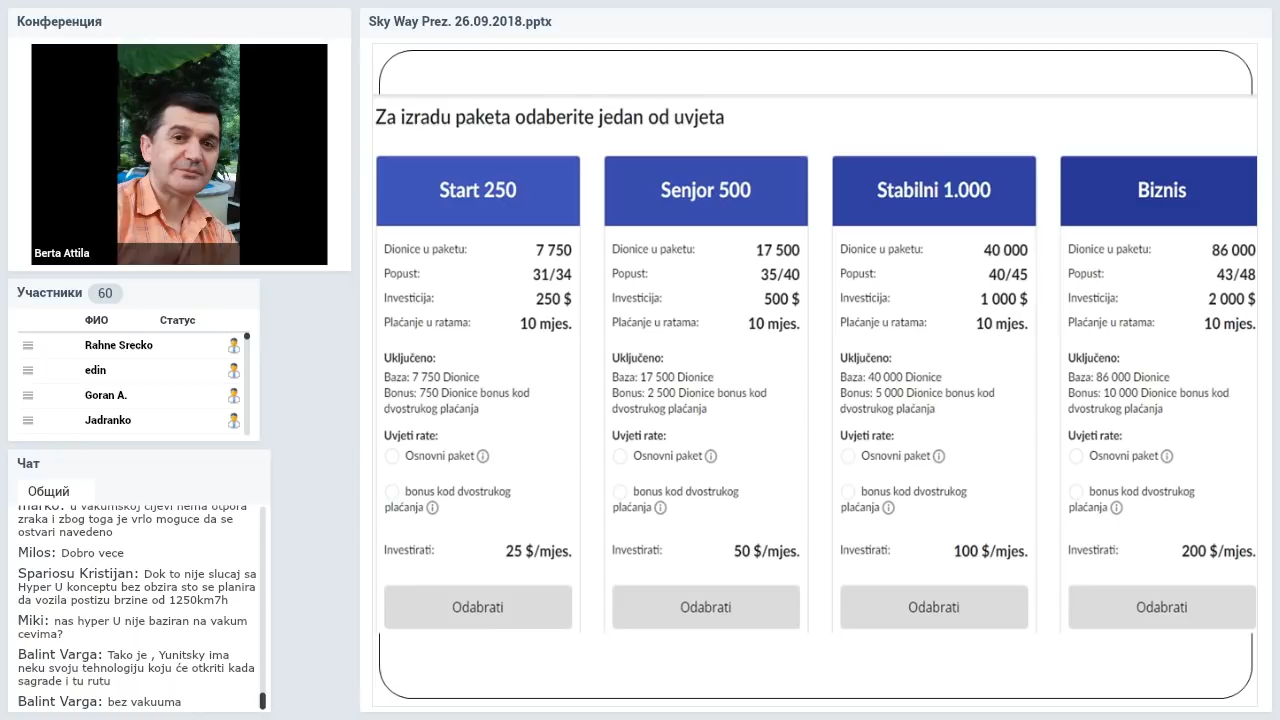 Конференция
Berta Attila
Участники 60
ФИО Статус
Rahne Srecko
edin
Goran A.
Jadranko
Чат
Общий
marko: u vakumskoj cijevi nema otpora
zraka i zbog toga je vrlo moguce da se
ostvari navedeno
Milos: Dobro vece
Spariosu Kristijan: Dok to nije slucaj sa
Hyper U konceptu bez obzira sto se planira
da vozila postizu brzine od 1250km7h
Miki: nas hyper U nije baziran na vakum
cevima?
Balint Varga: Tako je , Yunitsky ima
neku svoju tehnologiju koju će otkriti kada
sagrade i tu rutu
Balint Varga: bez vakuuma
Sky Way Prez. 26.09.2018.pptx
Za izradu paketa odaberite jedan od uvjeta
Start 250
Dionice u paketu: 7 750
Popust: 31/34
Investicija: 250 $
Plaćanje u ratama: 10 mjes.
Uključeno:
Baza: 7 750 Dionice
Bonus: 750 Dionice bonus kod
dvostrukog plaćanja
Uvjeti rate:
Osnovni paket
bonus kod dvostrukog
plaćanja
Investirati: 25 $/mjes.
Odabrati
Senjor 500
Dionice u paketu: 17 500
Popust: 35/40
Investicija: 500 $
Plaćanje u ratama: 10 mjes.
Uključeno:
Baza: 17 500 Dionice
Bonus: 2 500 Dionice bonus kod
dvostrukog plaćanja
Uvjeti rate:
Osnovni paket
bonus kod dvostrukog
plaćanja
Investirati: 50 $/mjes.
Odabrati
Stabilni 1.000
Dionice u paketu: 40 000
Popust: 40/45
Investicija: 1 000 $
Plaćanje u ratama: 10 mjes.
Uključeno:
Baza: 40 000 Dionice
Bonus: 5 000 Dionice bonus kod
dvostrukog plaćanja
Uvjeti rate:
Osnovni paket
bonus kod dvostrukog
plaćanja
Investirati: 100 $/mjes.
Odabrati
Biznis
Dionice u paketu: 86 000
Popust: 43/48
Investicija: 2 000 $
Plaćanje u ratama: 10 mjes.
Uključeno:
Baza: 86 000 Dionice
Bonus: 10 000 Dionice bonus kod
dvostrukog plaćanja
Uvjeti rate:
Osnovni paket
bonus kod dvostrukog
plaćanja
Investirati: 200 $/mjes.
Odabrati